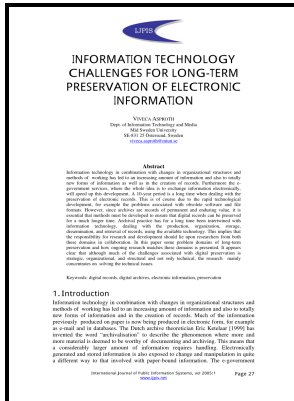 IJPIS
INFORMATION TECHNOLOGY
CHALLENGES FOR LONG-TERM
PRESERVATION OF ELECTRONIC
INFORMATION
VIVECA ASPROTH
Dept. of Information Technology and Media
Mid Sweden University
SE-831 25 Östersund, Sweden
viveca.asproth@miun.se
Abstract
Information technology in combination with changes in organizational structures and
methods of working has led to an increasing amount of information and also to totally
new forms of information as well as in the creation of records. Furthermore the e-
government services, where the whole idea is to exchange information electronically,
will speed up this development. A 10-year period is a long time when dealing with the
preservation of electronic records. This is of course due to the rapid technological
development, for example the problems associated with obsolete software and file
formats. However, since archives are records of permanent and enduring value, it is
essential that methods must be developed to ensure that digital records can be preserved
for a much longer time. Archival practice has for a long time been intertwined with
information technology, dealing with the production, organization, storage,
dissemination, and retrieval of records, using the available technology. This implies that
the responsibility for research and development should be upon researchers from both
these domains in collaboration. In this paper some problem domains of long-term
preservation and how ongoing research matches these domains is presented. It appears
clear that although much of the challenges associated with digital preservation is
strategic, organizational, and structural and not only technical, the research mainly
concentrates on solving the technical issues.
Keywords: digital records, digital archives, electronic information, preservation
1. Introduction
Information technology in combination with changes in organizational structures and
methods of working has led to an increasing amount of information and also to totally
new forms of information and in the creation of records. Much of the information
previously produced on paper is now being produced in electronic form, for example
as e-mail and in databases. The Dutch archive theoretician Eric Ketelaar [1999] has
invented the word "archivalisation" to describe the phenomenon where more and
more material is deemed to be worthy of documenting and archiving. This means that
a considerably larger amount of information requires handling. Electronically
generated and stored information is also exposed to change and manipulation in quite
a different way to that involved with paper-bound information. The e-government
International Journal of Public Information Systems, vol 2005:1
www.ijpis.net
Page 27